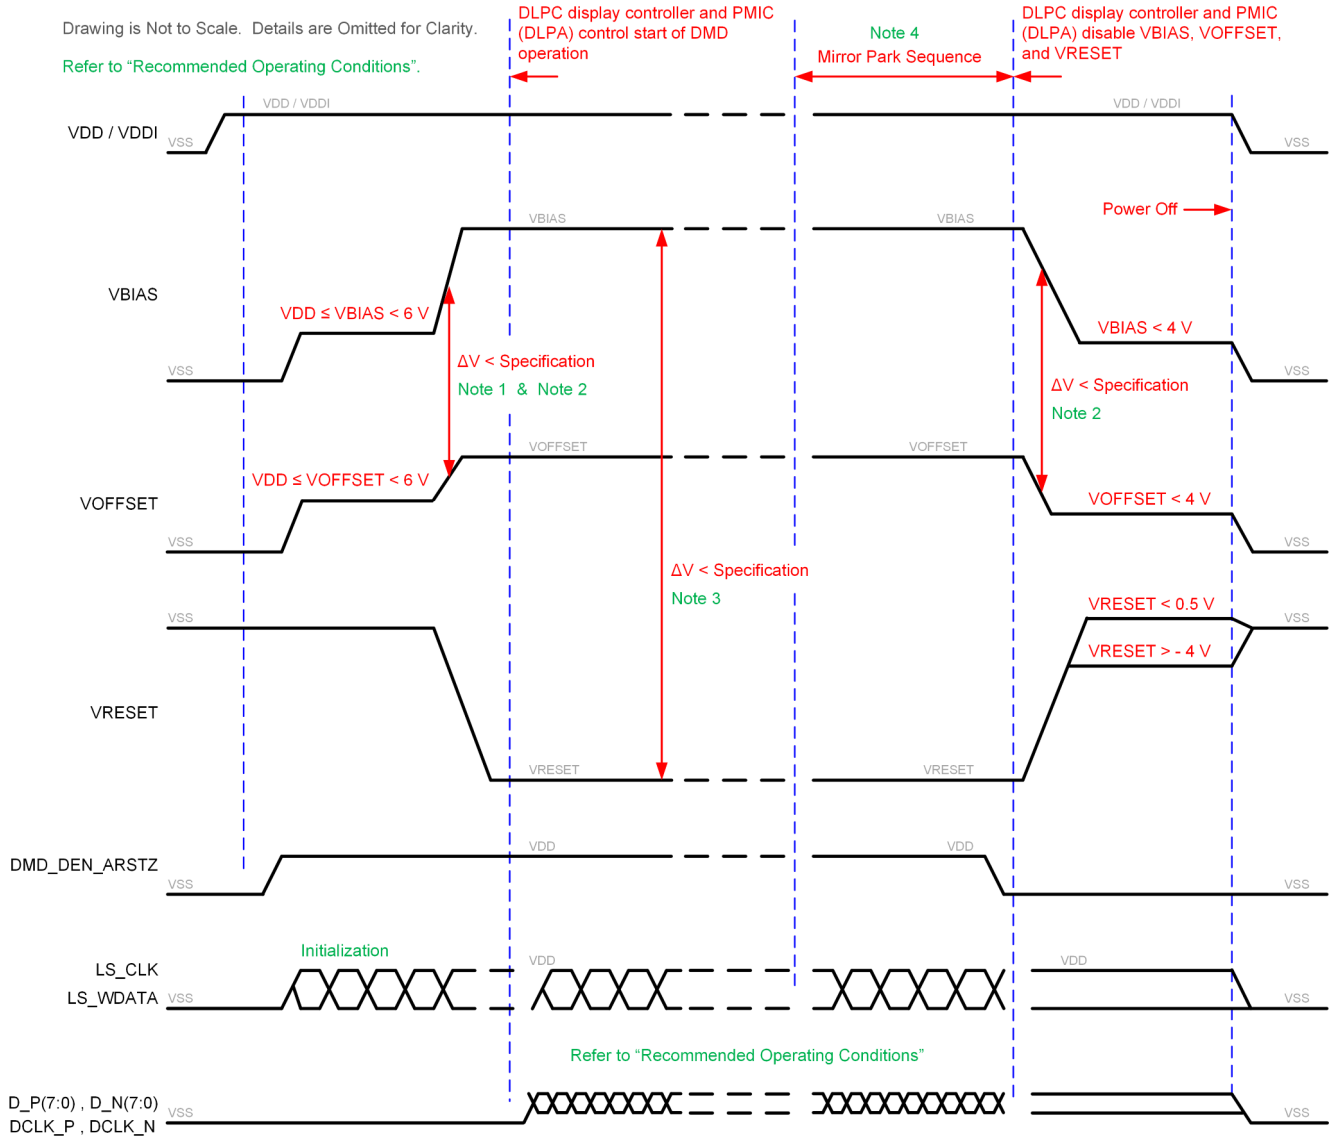 Drawing is Not to Scale. Details are Omitted for Clarity.
Refer to “Recommended Operating Conditions”.
DLPC display controller and PMIC
(DLPA) control start of DMD
operation
Note 4
Mirror Park Sequence
DLPC display controller and PMIC
(DLPA) disable VBIAS, VOFFSET,
and VRESET
VDD / VDDI
VSS
VDD / VDDI
VDD / VDDI
VSS
Power Off
VBIAS
VSS
VDD ≤ VBIAS < 6 V
VBIAS
VBIAS
VBIAS < 4 V
VSS
ΔV < Specification
Note 1 & Note 2
ΔV < Specification
Note 2
VOFFSET
VSS
VDD ≤ VOFFSET < 6 V
VOFFSET
VOFFSET
VOFFSET < 4 V
VSS
ΔV < Specification
Note 3
VRESET
VSS
VRESET
VRESET
VRESET < 0.5 V
VRESET > - 4 V
VSS
DMD_DEN_ARSTZ
VSS
VDD
VDD
VSS
Initialization
LS_CLK
LS_WDATA
VSS
VDD
VDD
VSS
Refer to “Recommended Operating Conditions”
D_P(7:0) , D_N(7:0)
DCLK_P , DCLK_N
VSS
VSS